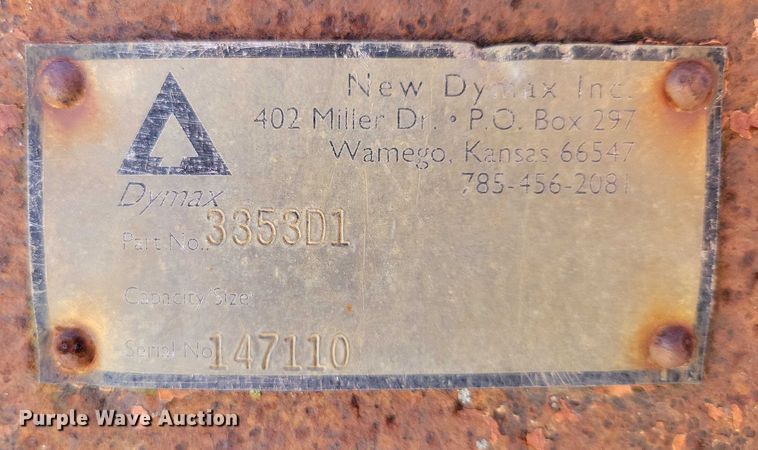 New Dymax Inc.
402 Miller Dr. • P.O. Box 297
Wamego, Kansas 66547
785-456-2081
Dymax
Part No.: 3353D1
Capacity/Size:
Serial No 147110
Purple Wave Auction